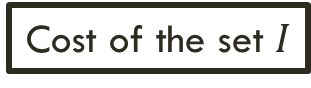 Cost of the set I